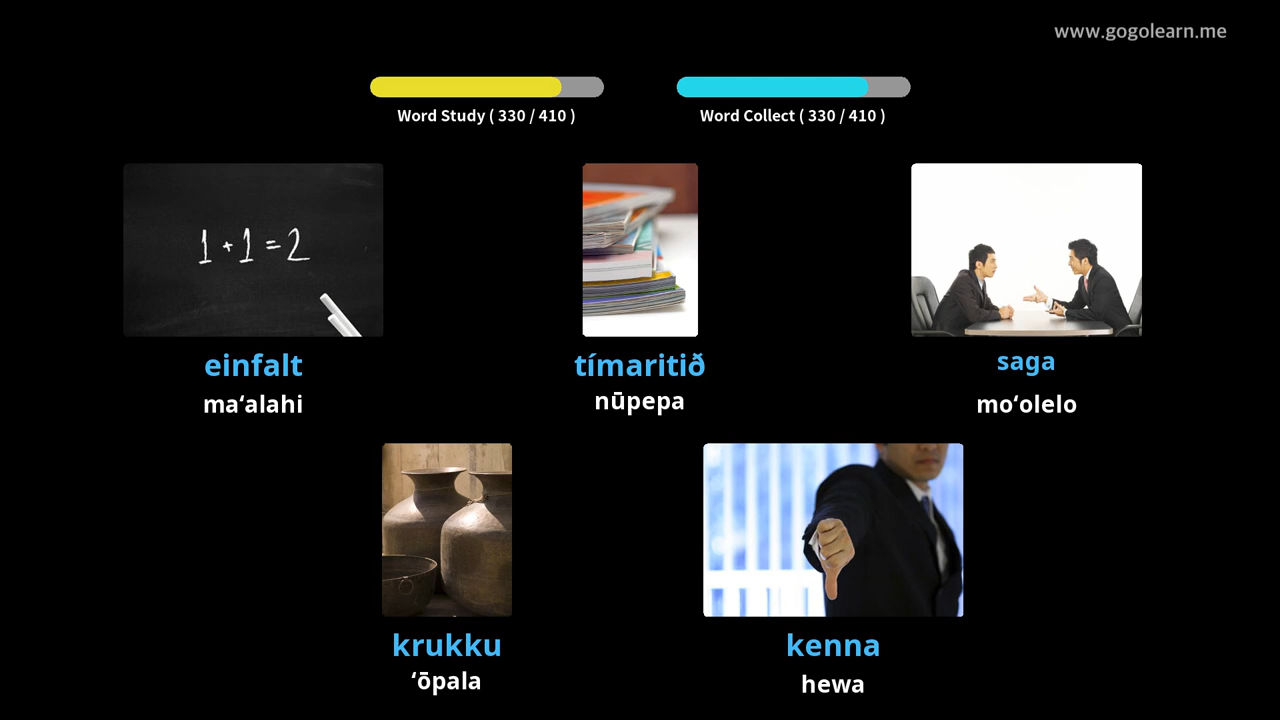 www.gogolearn.me
Word Study ( 330 / 410 )
Word Collect ( 330 / 410 )
1 + 1 = 2
einfalt
maʻalahi
tímaritið
nūpepa
saga
moʻolelo
krukku
ʻōpala
kenna
hewa